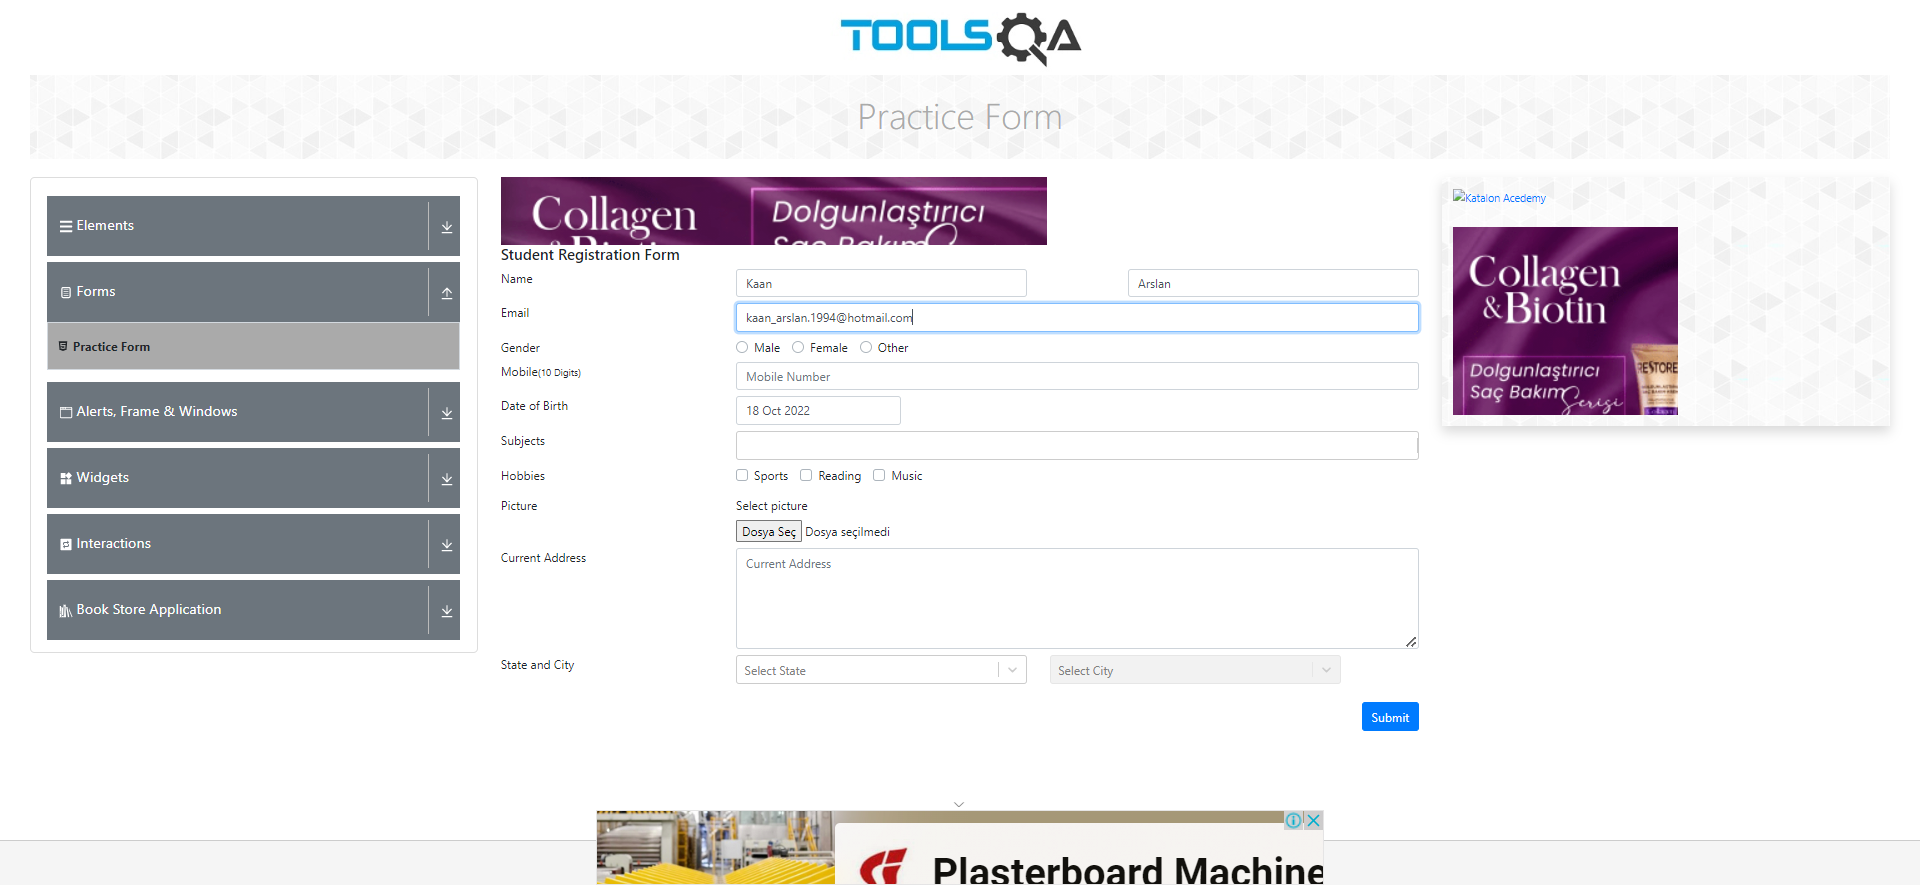 TOOLSQA
Practice Form
Elements
Forms
Practice Form
Alerts, Frame & Windows
Widgets
Interactions
Book Store Application
Collagen
Dolgunlaştırıcı
Saç Bakım
Student Registration Form
Name
Kaan
Arslan
Email
kaan_arslan.1994@hotmail.com
Gender
Male
Female
Other
Mobile(10 Digits)
Mobile Number
Date of Birth
18 Oct 2022
Subjects
Hobbies
Sports
Reading
Music
Picture
Select picture
Dosya Seç Dosya seçilmedi
Current Address
Current Address
State and City
Select State
Select City
Submit
Katalon Acedemy
Collagen
&Biotin
Dolgunlaştırıcı
Saç Bakım
Serisi
RESTORE
Plasterboard Machine